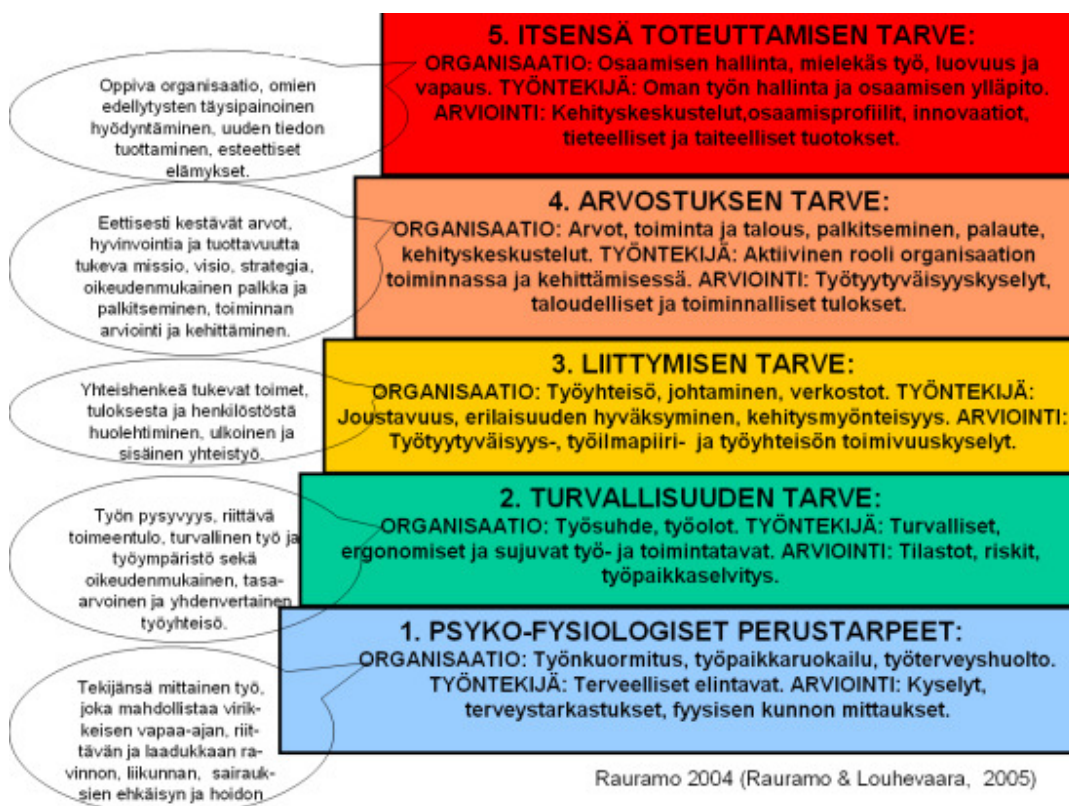 5. ITSENSÄ TOTEUTTAMISEN TARVE:
ORGANISAATIO: Osaamisen hallinta, mielekäs työ, luovuus ja
vapaus. TYÖNTEKIJÄ: Oman työn hallinta ja osaamisen ylläpito.
ARVIOINTI: Kehityskeskustelut,osaamisprofiilit, innovaatiot,
tieteelliset ja taiteelliset tuotokset.
Oppiva organisaatio, omien
edellytysten täysipainoinen
hyödyntäminen, uuden tiedon
tuottaminen, esteettiset
elämykset.
4. ARVOSTUKSEN TARVE:
ORGANISAATIO: Arvot, toiminta ja talous, palkitseminen, palaute,
kehityskeskustelut. TYÖNTEKIJÄ: Aktiivinen rooli organisaation
toiminnassa ja kehittämisessä. ARVIOINTI: Työtyytyväisyyskyselyt,
taloudelliset ja toiminnalliset tulokset.
Eettisesti kestävät arvot,
hyvinvointia ja tuottavuutta
tukeva missio, visio, strategia,
oikeudenmukainen palkka ja
palkitseminen, toiminnan
arviointi ja kehittäminen.
3. LIITTYMISEN TARVE:
ORGANISAATIO: Työyhteisö, johtaminen, verkostot. TYÖNTEKIJÄ:
Joustavuus, erilaisuuden hyväksyminen, kehitysmyönteisyys. ARVIOINTI:
Työtyytyväisyys-, työilmapiiri- ja työyhteisön toimivuuskyselyt.
Yhteishenkeä tukevat toimet,
tuloksesta ja henkilöstöstä
huolehtiminen, ulkoinen ja
sisäinen yhteistyö.
2. TURVALLISUUDEN TARVE:
ORGANISAATIO: Työsuhde, työolot. TYÖNTEKIJÄ: Turvalliset,
ergonomiset ja sujuvat työ- ja toimintatavat. ARVIOINTI: Tilastot, riskit,
työpaikkaselvitys.
Työn pysyvyys, riittävä
toimeentulo, turvallinen työ ja
työympäristö sekä
oikeudenmukainen, tasa-
arvoinen ja yhdenvertainen
työyhteisö.
1. PSYKO-FYSIOLOGISET PERUSTARPEET:
ORGANISAATIO: Työnkuormitus, työpaikkaruokailu, työterveyshuolto.
TYÖNTEKIJÄ: Terveelliset elintavat. ARVIOINTI: Kyselyt,
terveystarkastukset, fyysisen kunnon mittaukset.
Tekijänsä mittainen työ,
joka mahdollistaa virik-
keisen vapaa-ajan, riit-
tävän ja laadukkaan ra-
vinnon, liikunnan, sairauk-
sien ehkäisyn ja hoidon
Rauramo 2004 (Rauramo & Louhevaara, 2005)